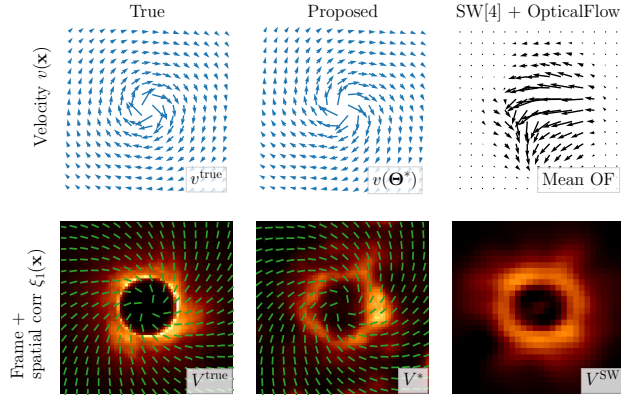 True
Proposed
SW[4] + OpticalFlow
Velocity v(x)
v^true
v(Θ*)
Mean OF
Frame +
spatial corr ξ₁(x)
V^true
V*
V^SW